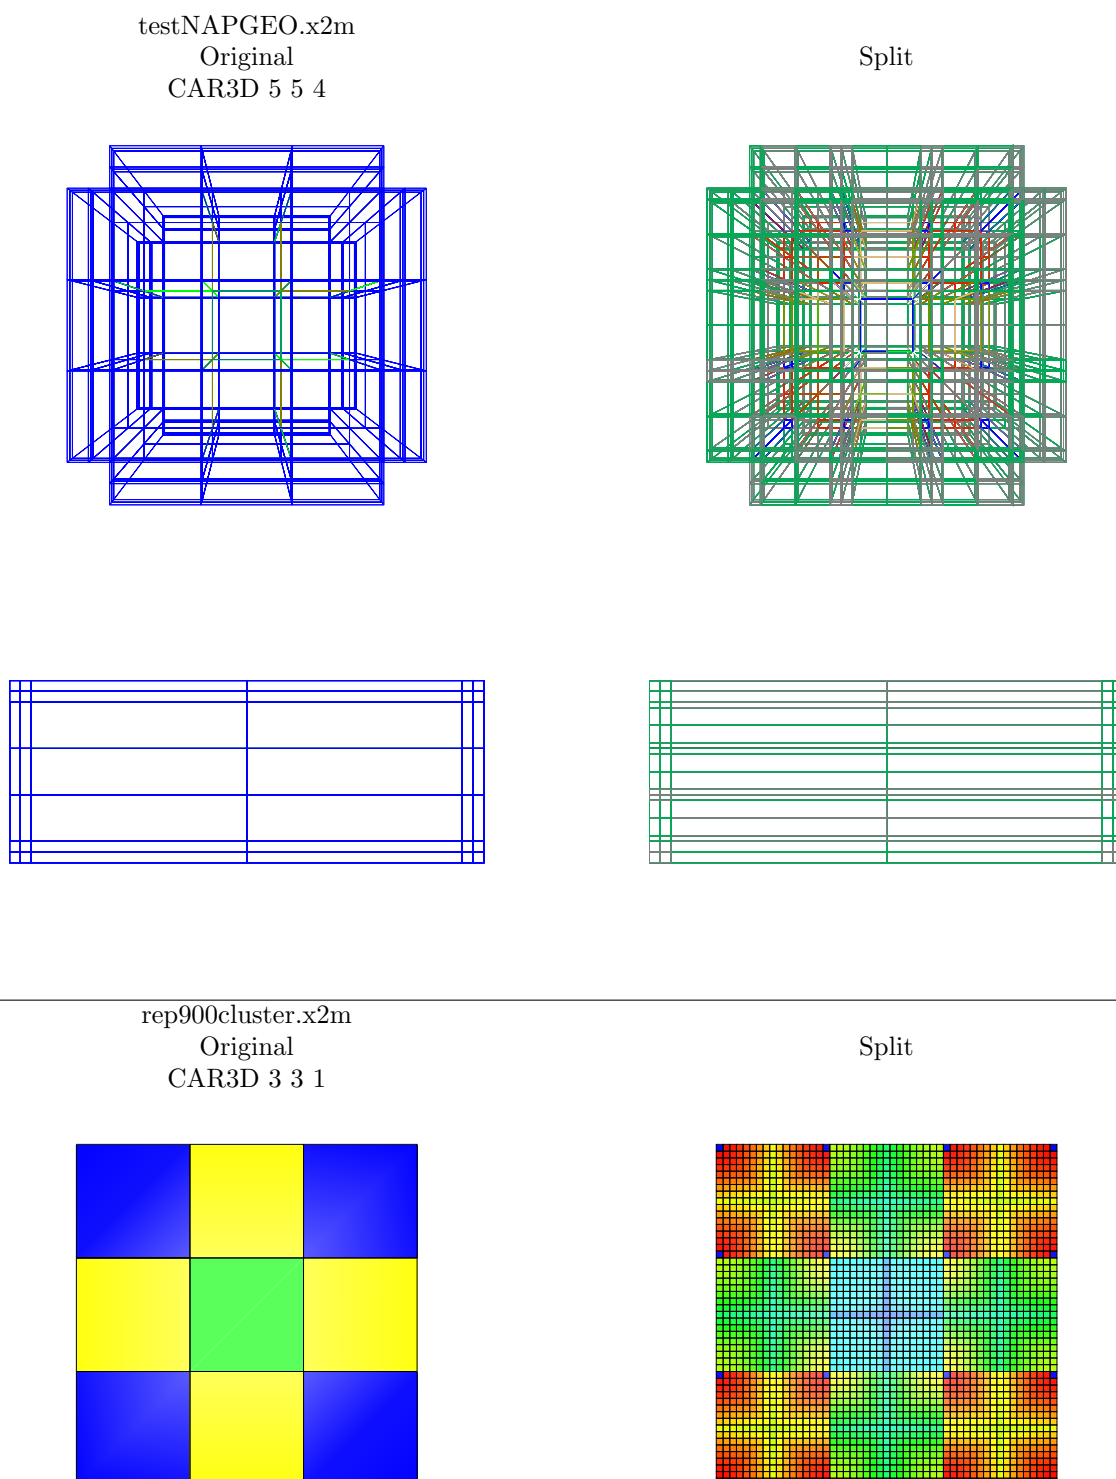 testNAPGEO.x2m
Original
CAR3D 5 5 4
Split
rep900cluster.x2m
Original
CAR3D 3 3 1
Split